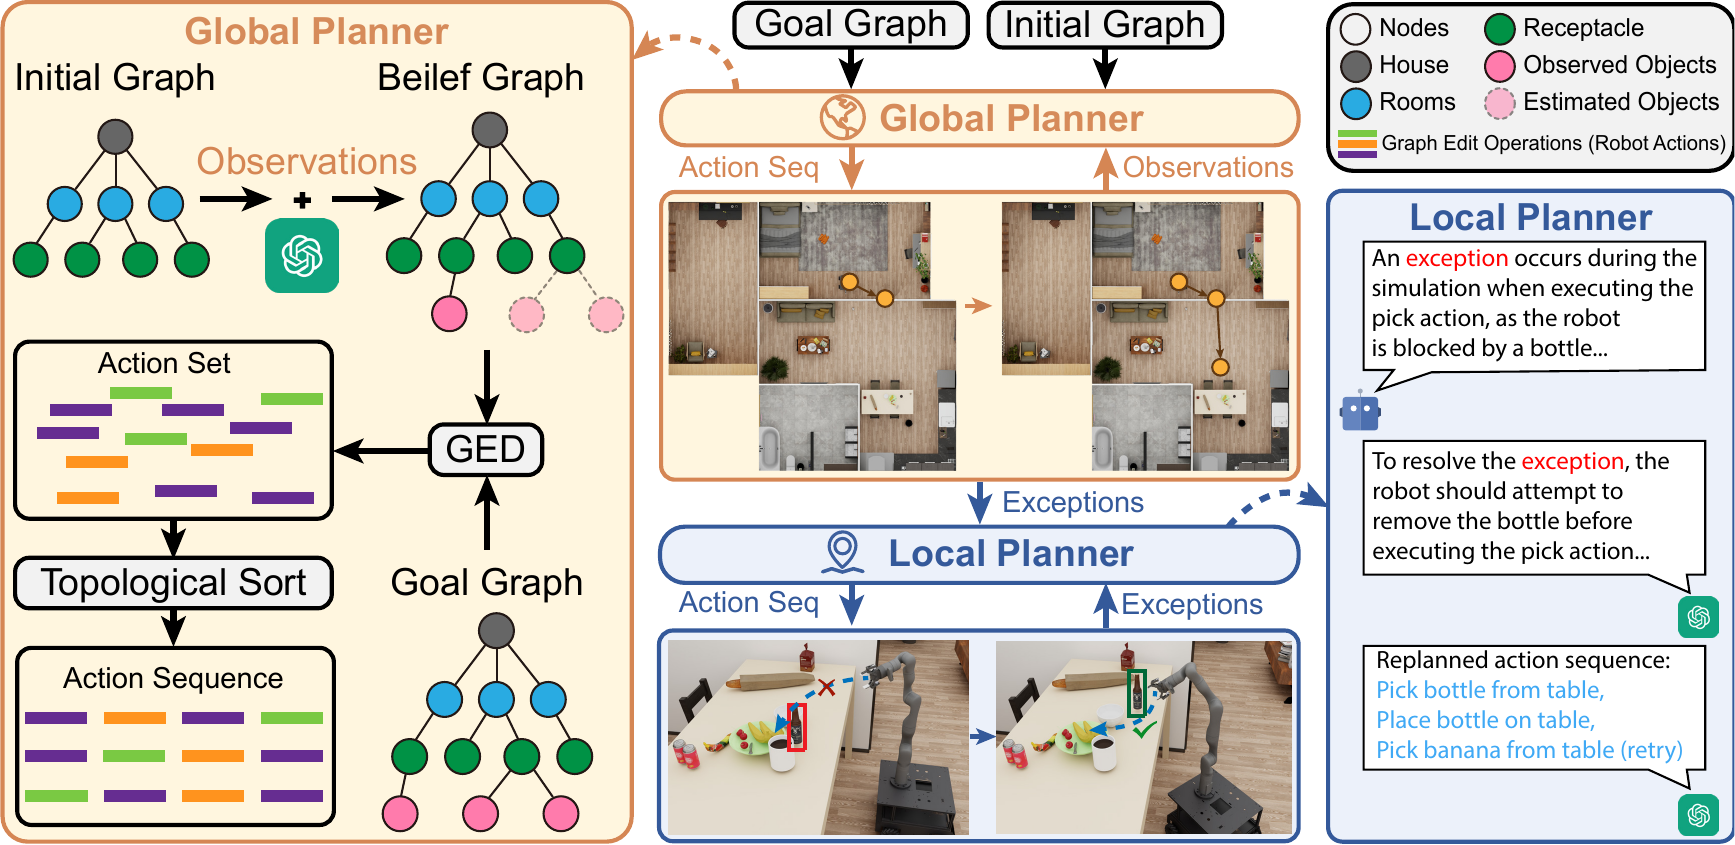 Global Planner
Initial Graph
Beilef Graph
Observations
+
Action Set
GED
Topological Sort
Goal Graph
Action Sequence
Goal Graph
Initial Graph
Global Planner
Action Seq
Observations
Exceptions
Local Planner
Action Seq
Exceptions
Nodes
Receptacle
House
Observed Objects
Rooms
Estimated Objects
Graph Edit Operations (Robot Actions)
Local Planner
An exception occurs during the
simulation when executing the
pick action, as the robot
is blocked by a bottle...
To resolve the exception, the
robot should attempt to
remove the bottle before
executing the pick action...
Replanned action sequence:
Pick bottle from table,
Place bottle on table,
Pick banana from table (retry)